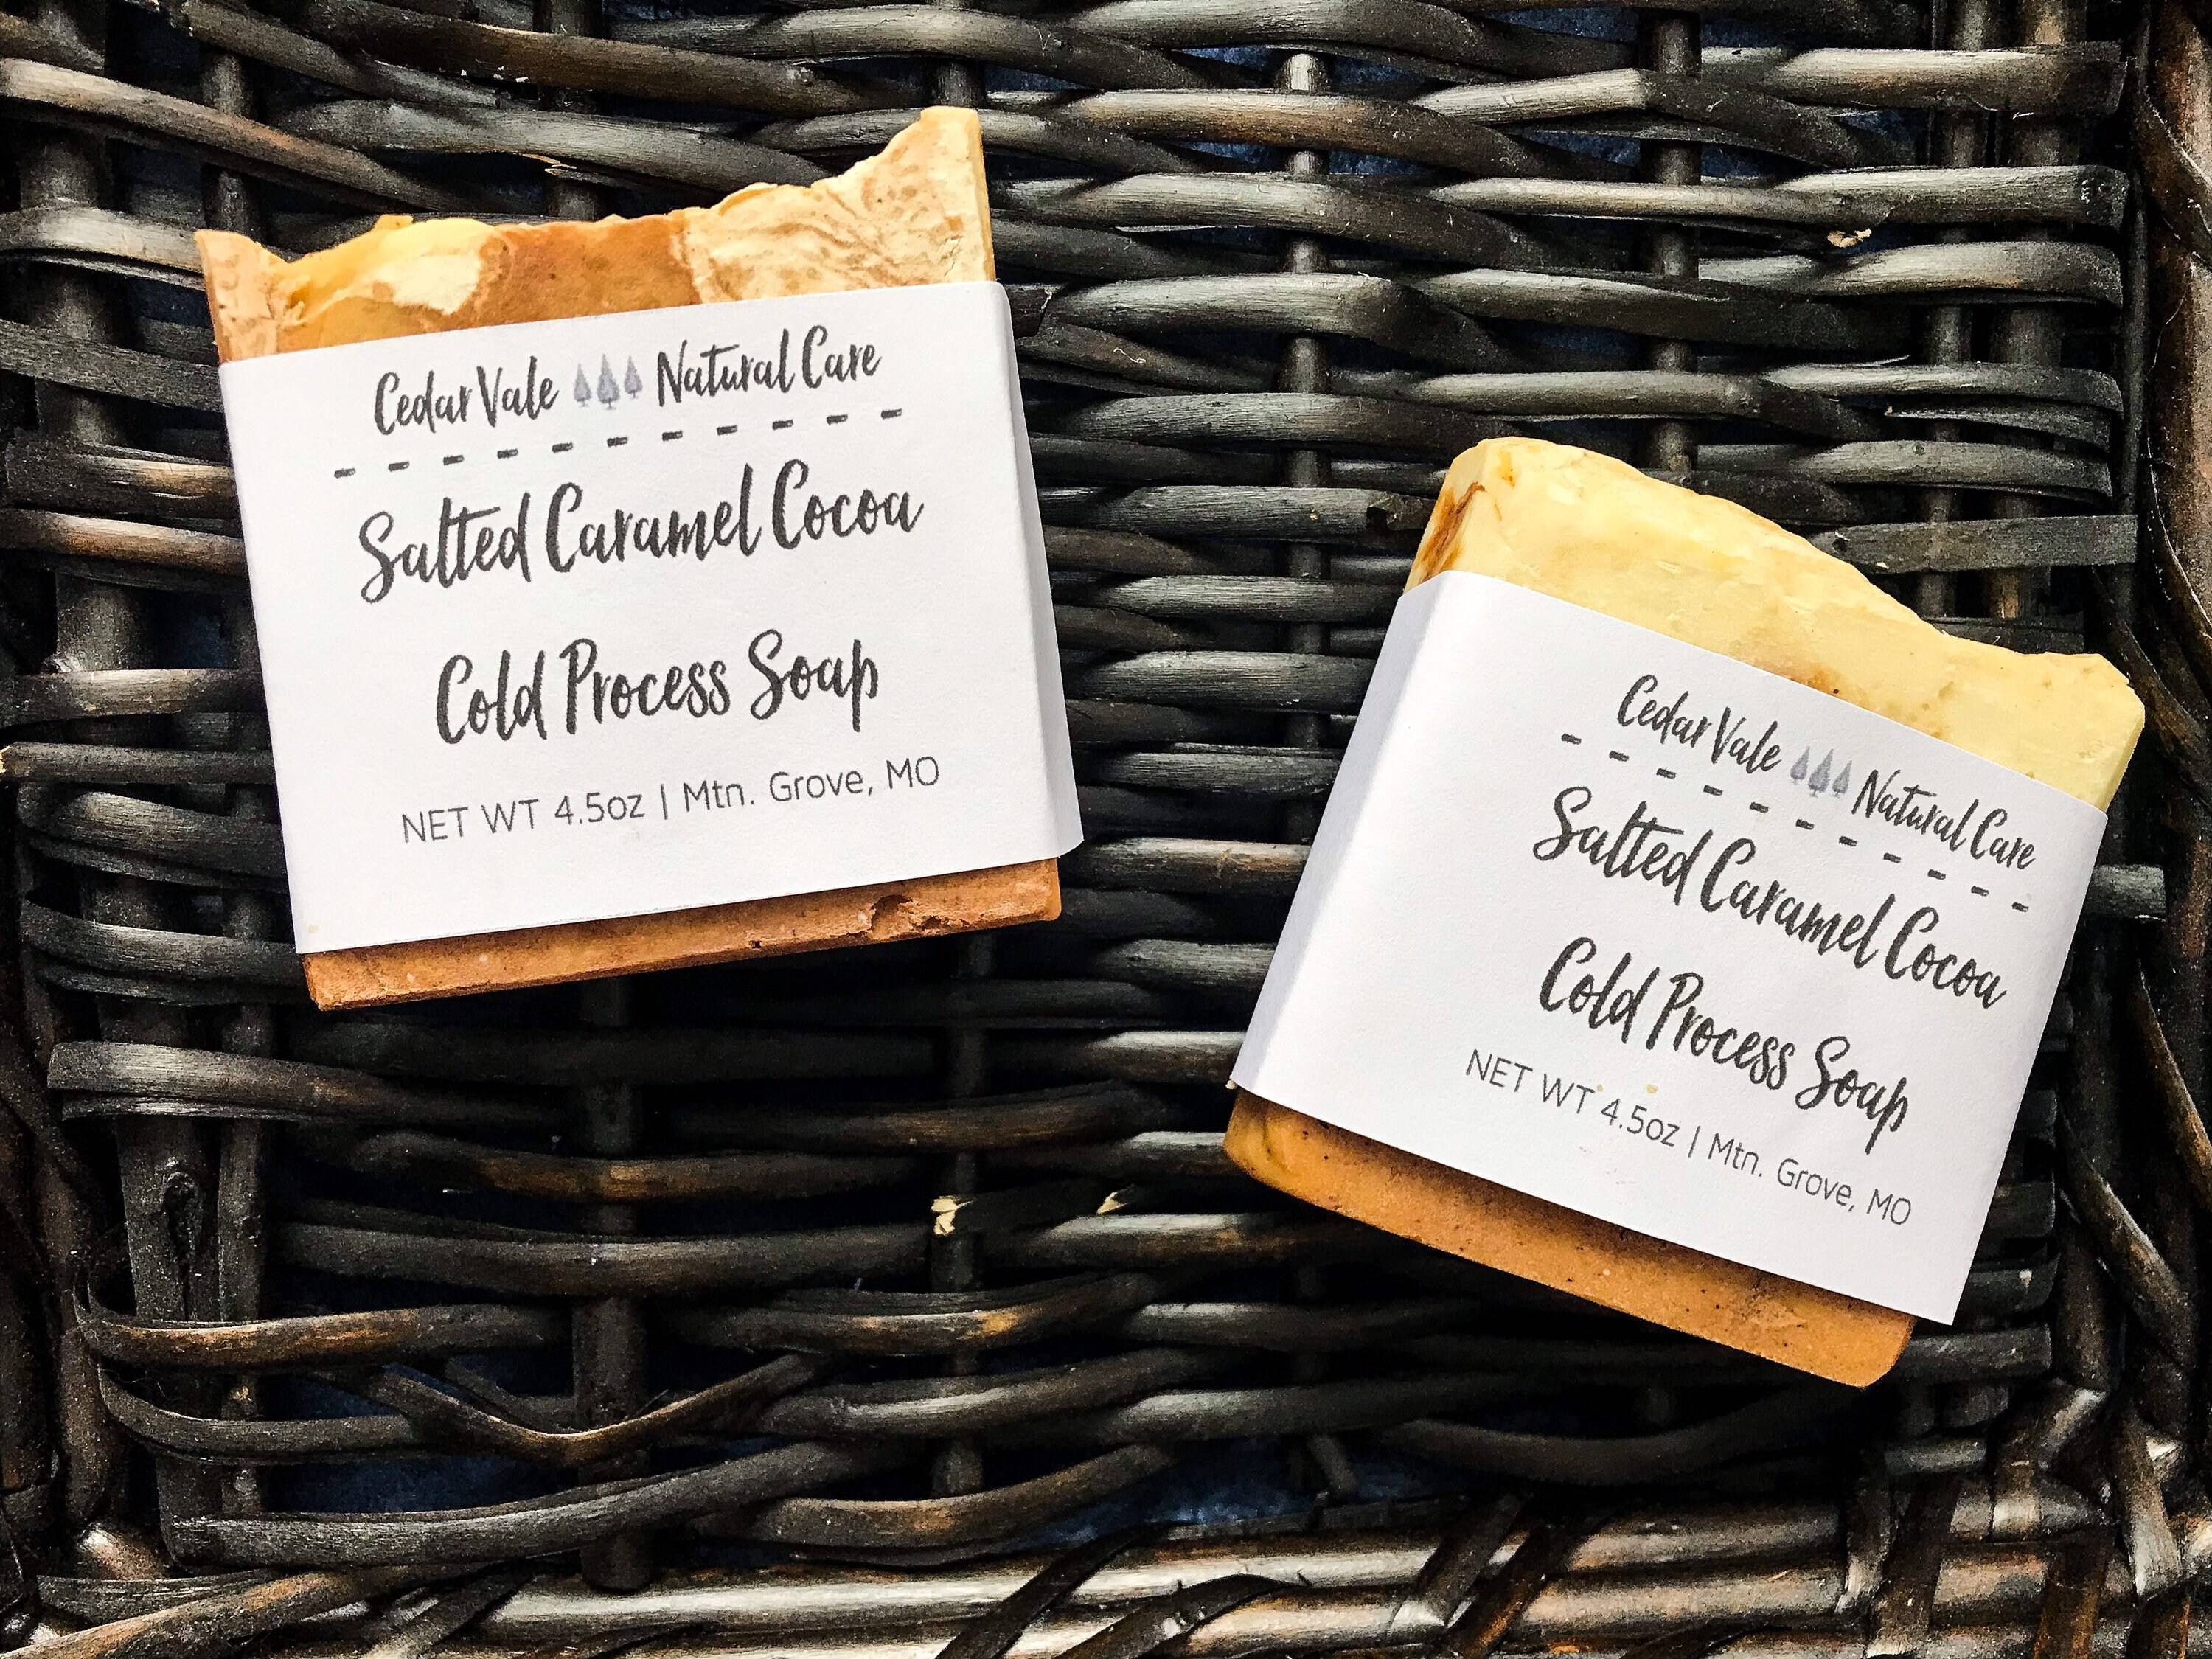 Cedar Vale Natural Care
Salted Caramel Cocoa
Cold Process Soap
NET WT 4.5oz | Mtn. Grove, MO
Cedar Vale Natural Care
Salted Caramel Cocoa
Cold Process Soap
NET WT 4.5oz | Mtn. Grove, MO